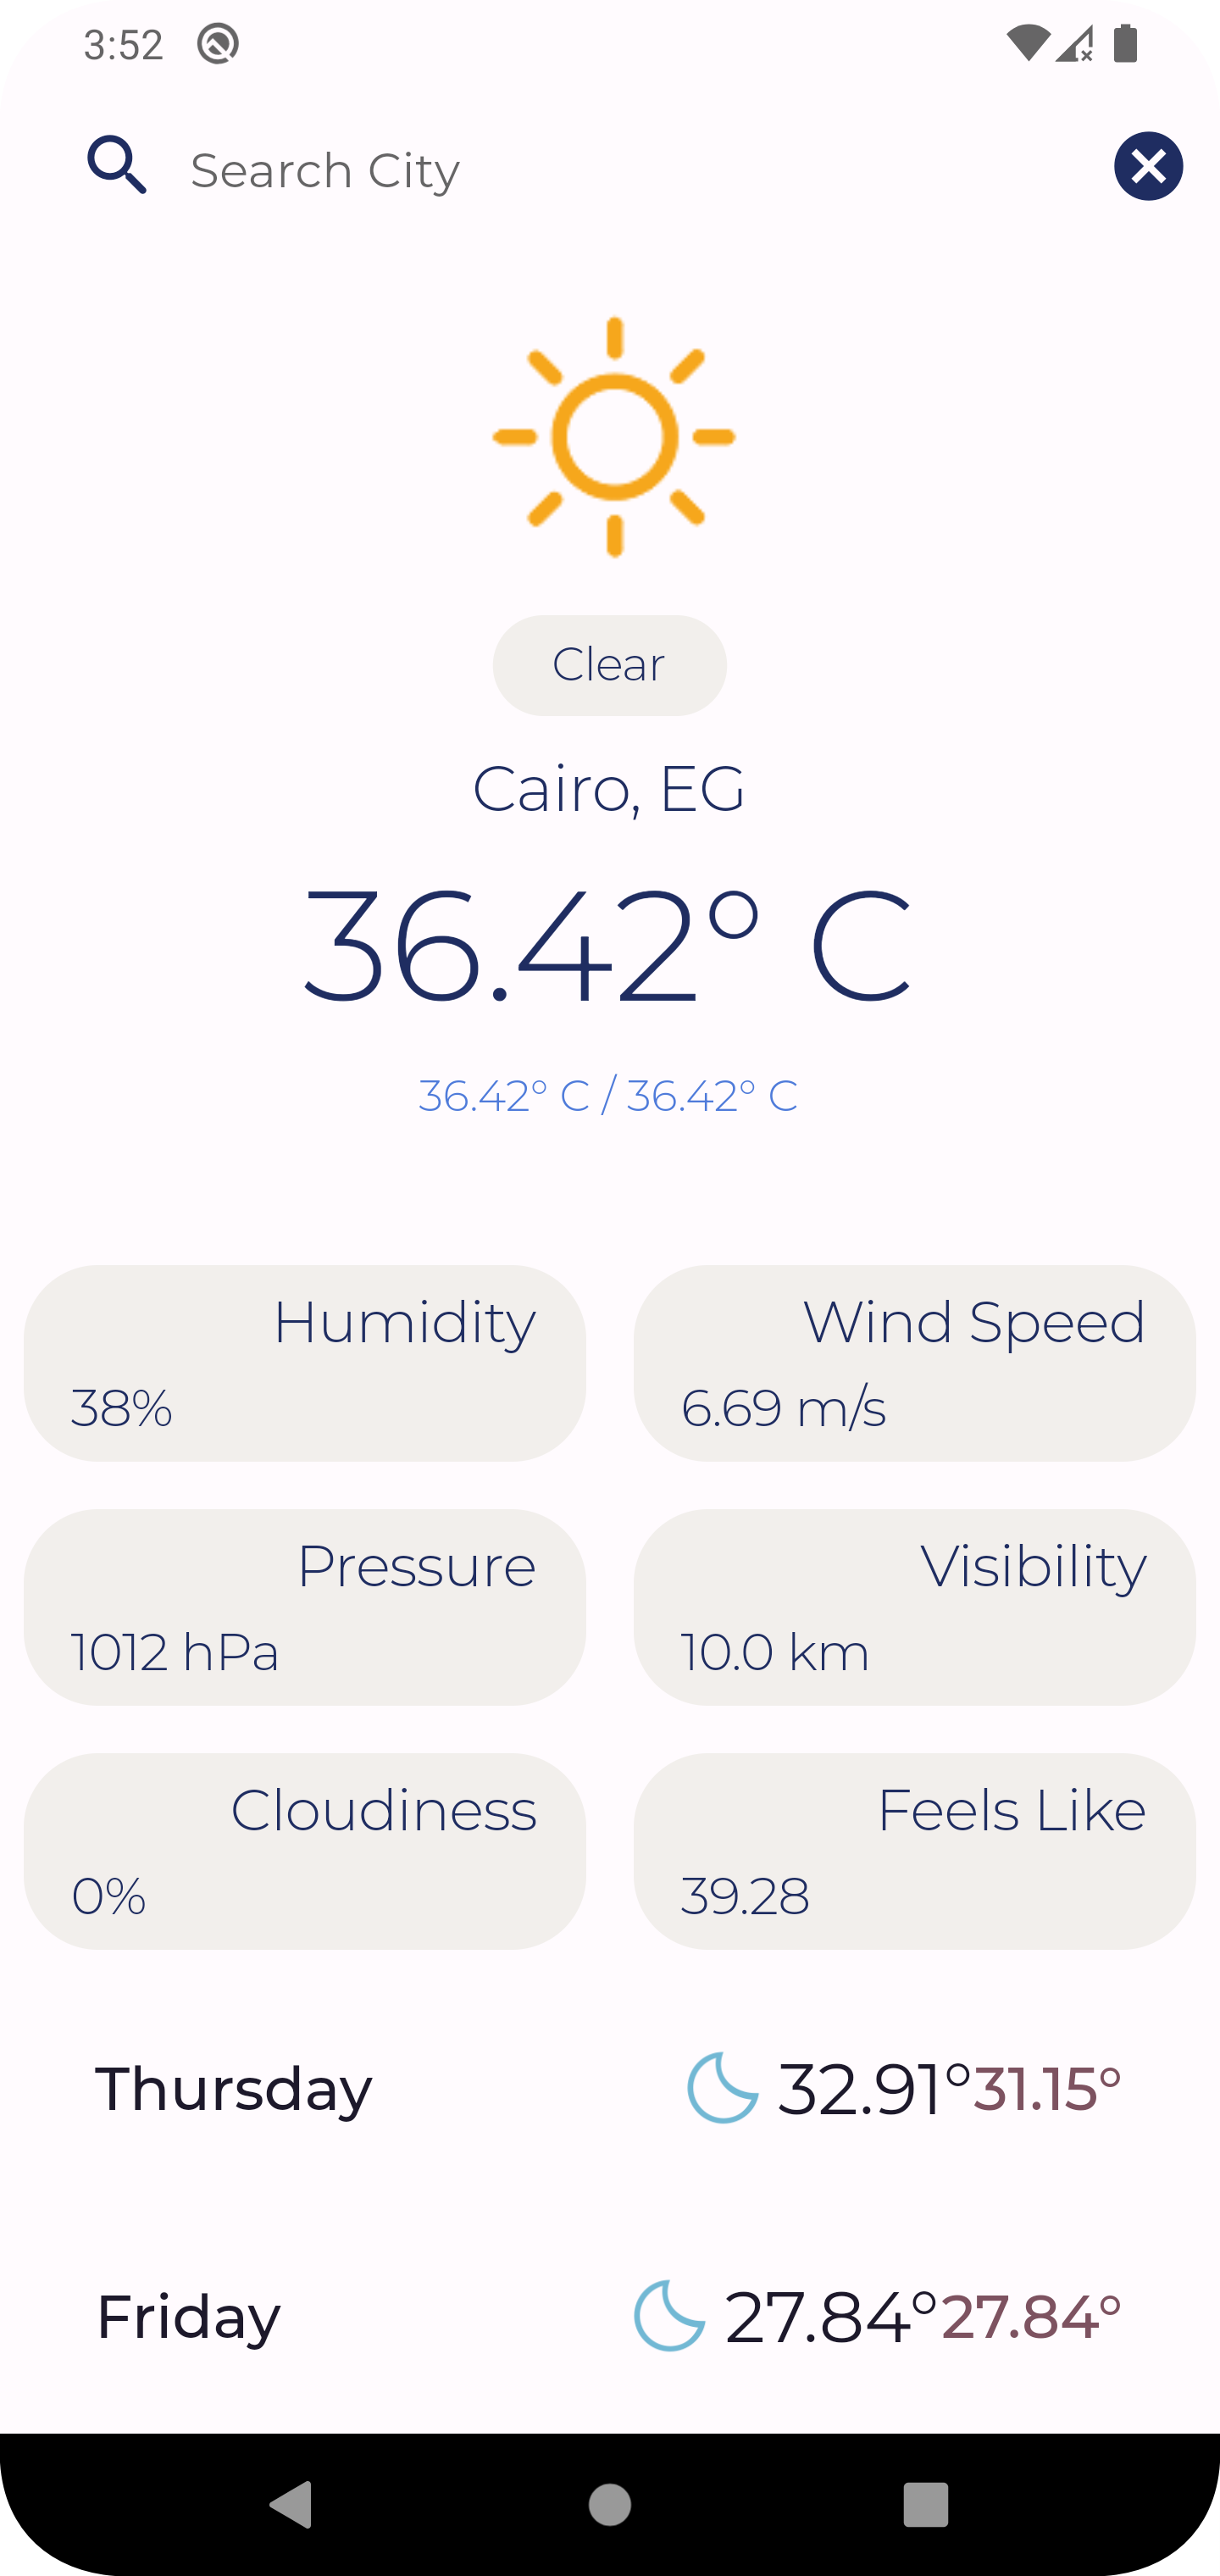 3:52
Search City
Clear
Cairo, EG
36.42° C
36.42° C / 36.42° C
Humidity
38%
Wind Speed
6.69 m/s
Pressure
1012 hPa
Visibility
10.0 km
Cloudiness
0%
Feels Like
39.28
Thursday 32.91° 31.15°
Friday 27.84° 27.84°